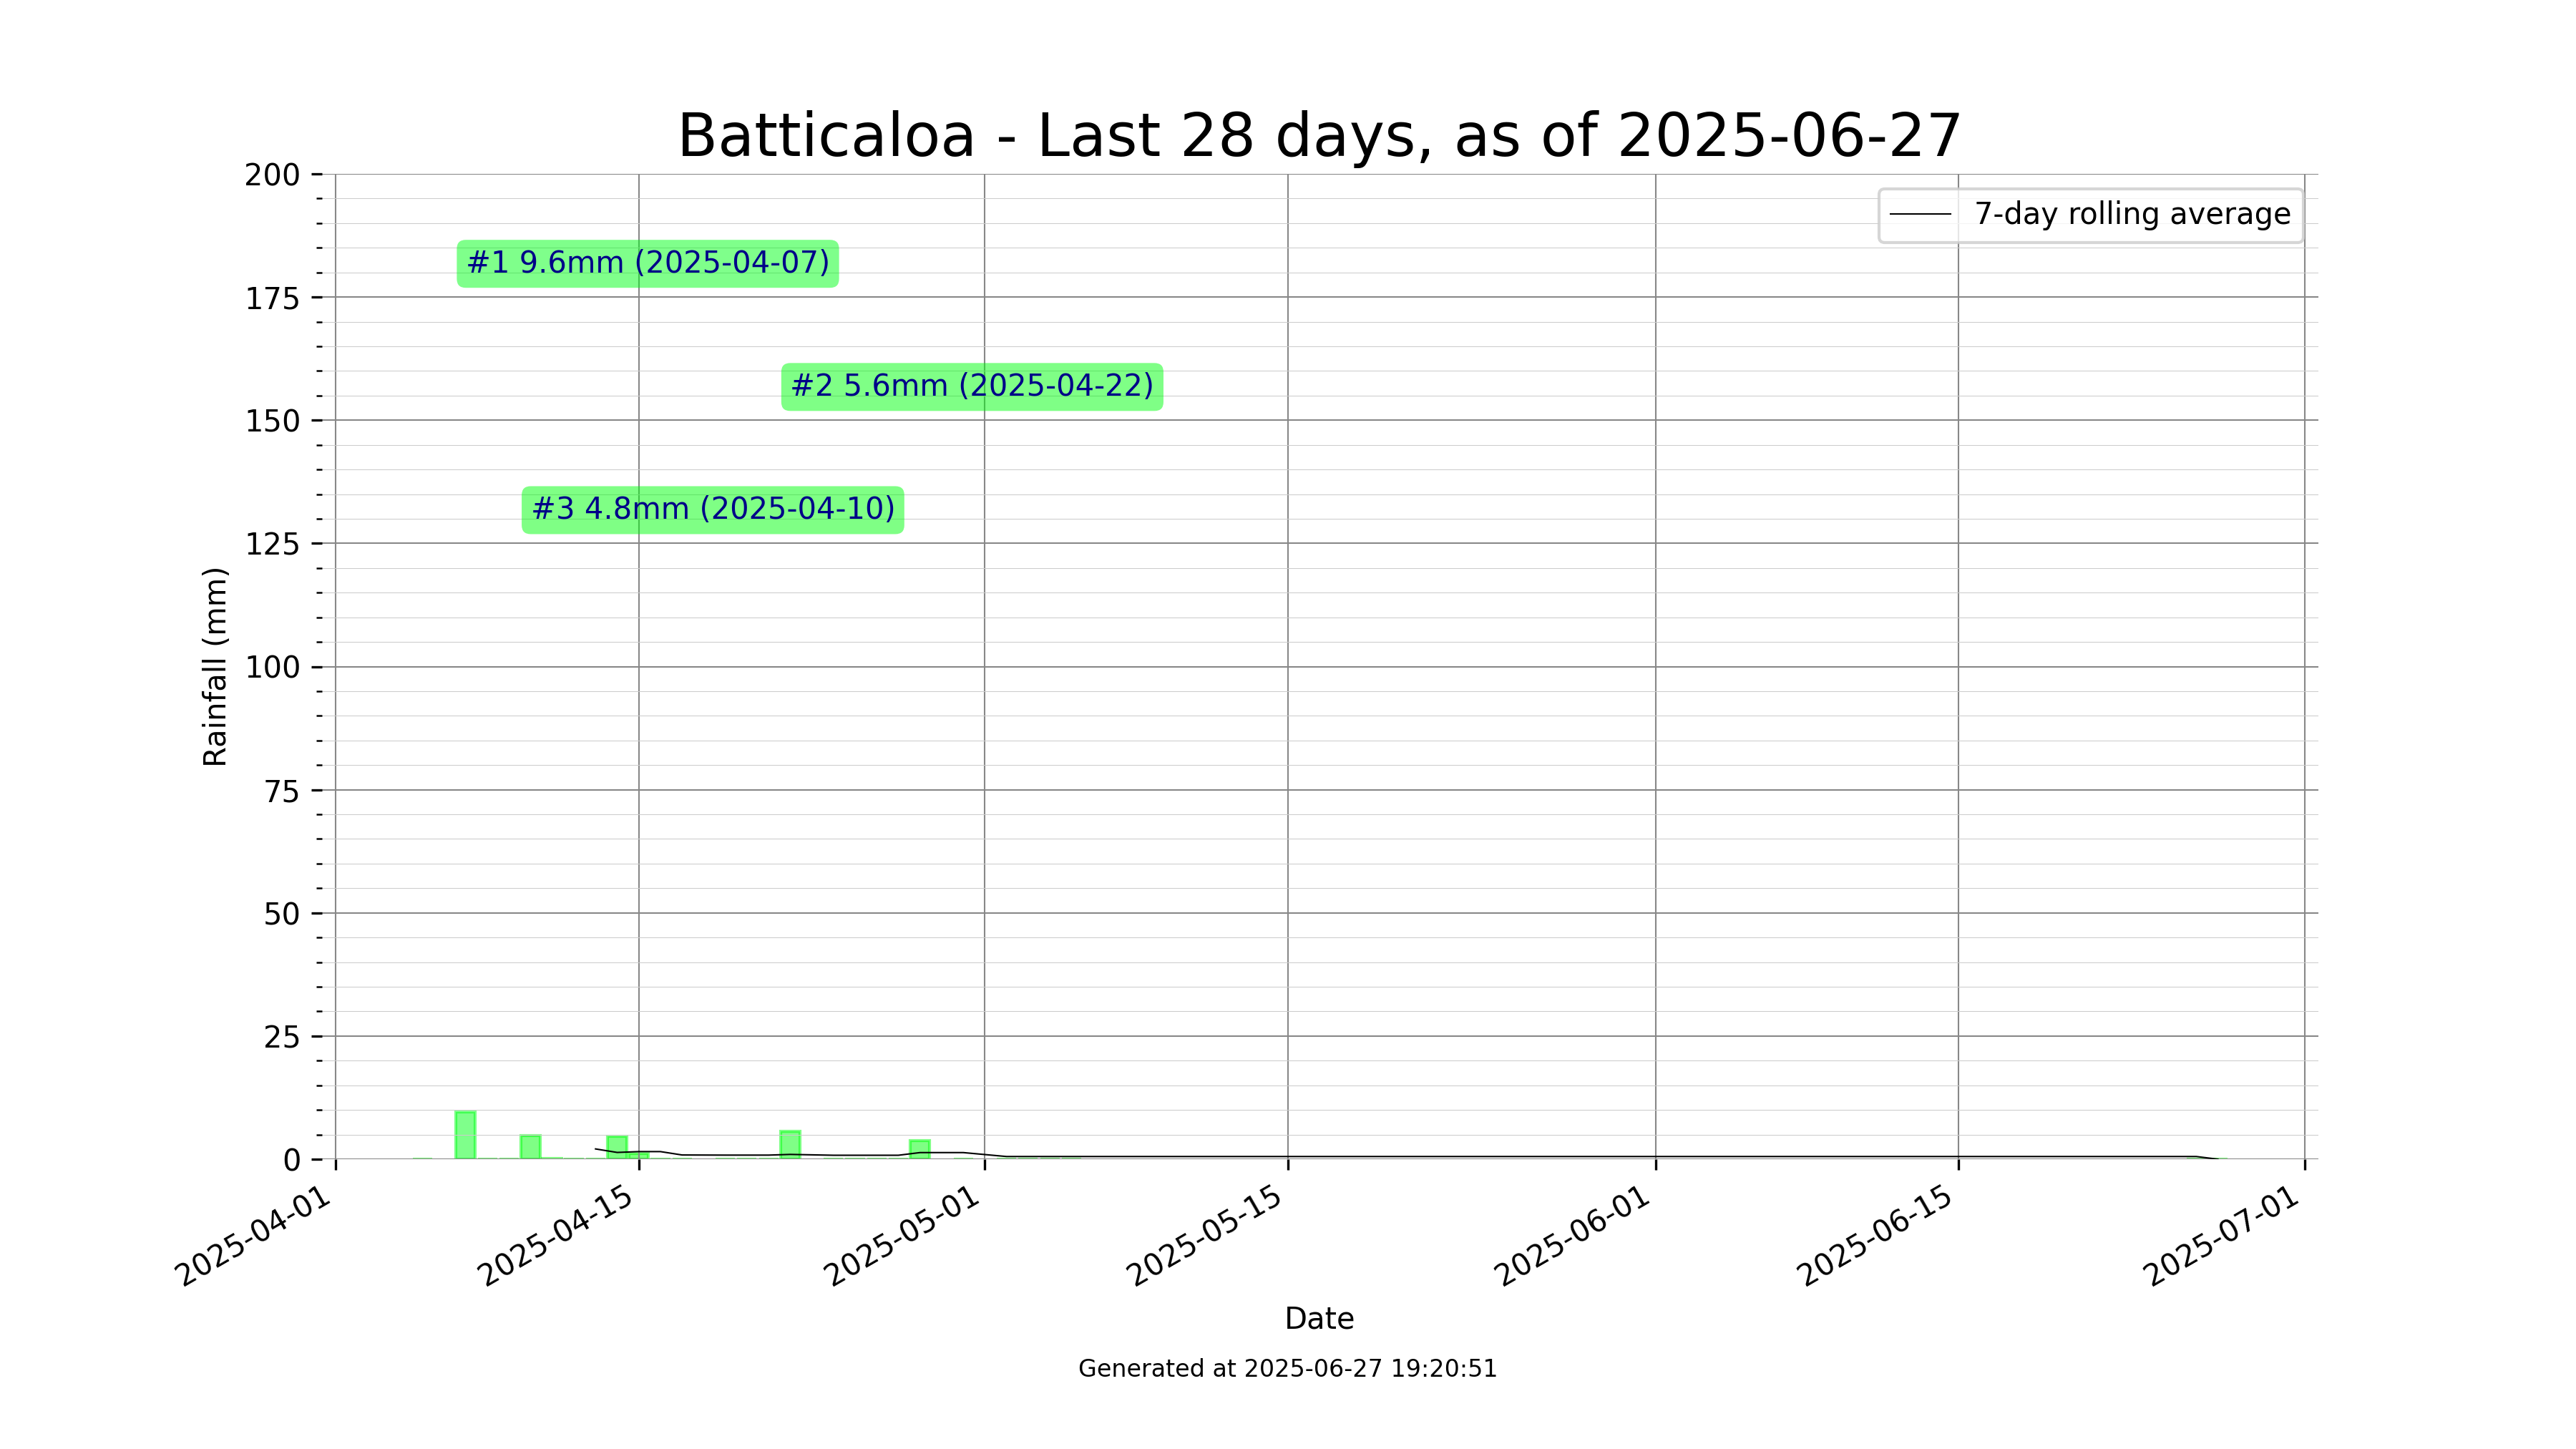 Batticaloa - Last 28 days, as of 2025-06-27
200
175
150
125
100
75
50
25
0
Rainfall (mm)
7-day rolling average
#1 9.6mm (2025-04-07)
#2 5.6mm (2025-04-22)
#3 4.8mm (2025-04-10)
2025-04-01
2025-04-15
2025-05-01
2025-05-15
2025-06-01
2025-06-15
2025-07-01
Date
Generated at 2025-06-27 19:20:51